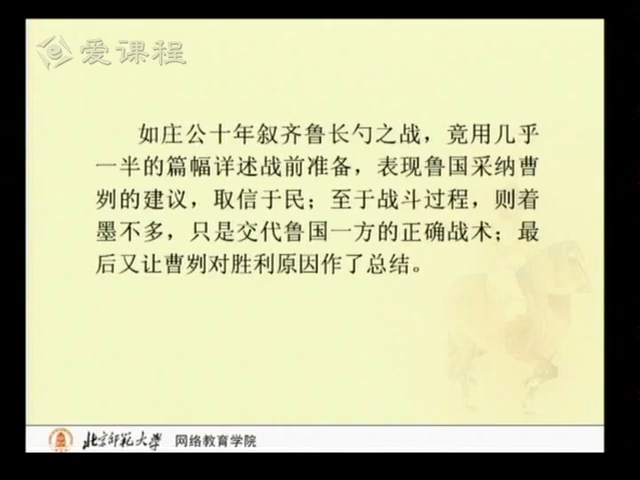 爱课程
如庄公十年叙齐鲁长勺之战，竟用几乎
一半的篇幅详述战前准备，表现鲁国采纳曹
刿的建议，取信于民；至于战斗过程，则着
墨不多，只是交代鲁国一方的正确战术；最
后又让曹刿对胜利原因作了总结。
北京师范大学 网络教育学院